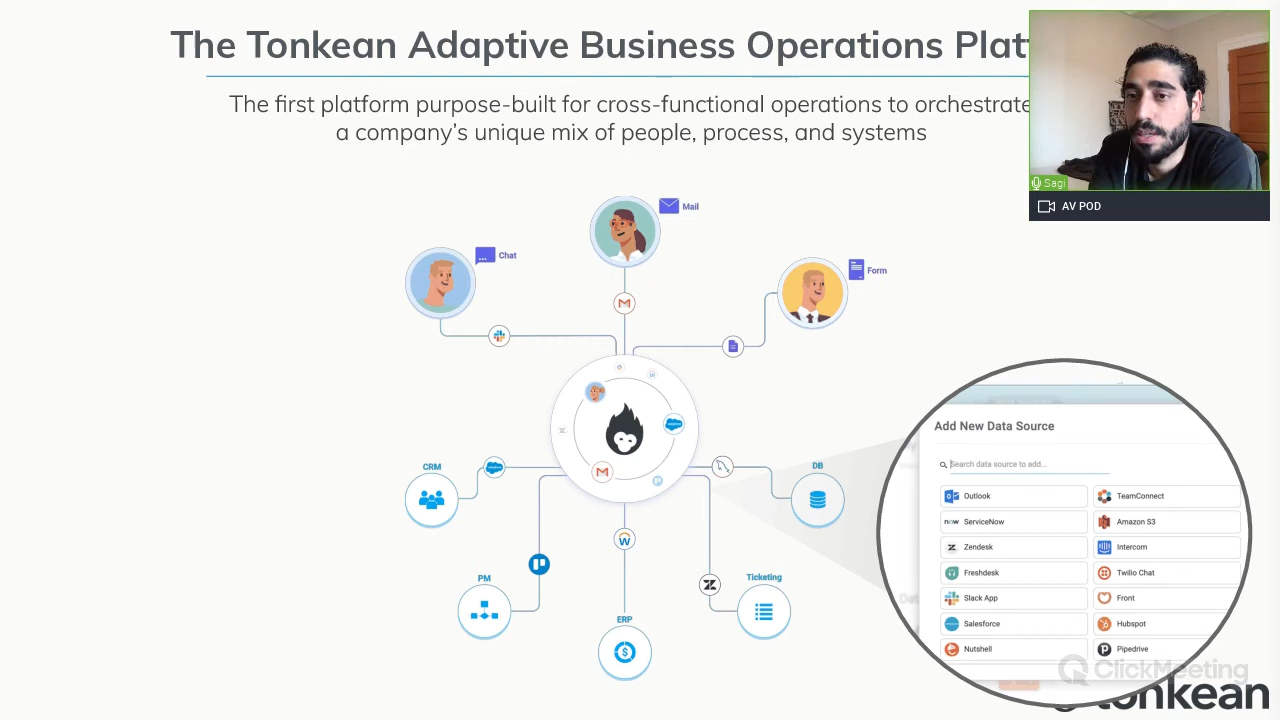 The Tonkean Adaptive Business Operations Plat
The first platform purpose-built for cross-functional operations to orchestrate
a company's unique mix of people, process, and systems
Sagi
AV POD
Mail
Chat
Form
CRM
DB
PM
Ticketing
ERP
Add New Data Source
Search data source to add...
Outlook
TeamConnect
now
ServiceNow
Amazon S3
Zendesk
Intercom
Freshdesk
Twilio Chat
Slack App
Front
Salesforce
Hubspot
Nutshell
Pipedrive
ClickMeeting
tonkean